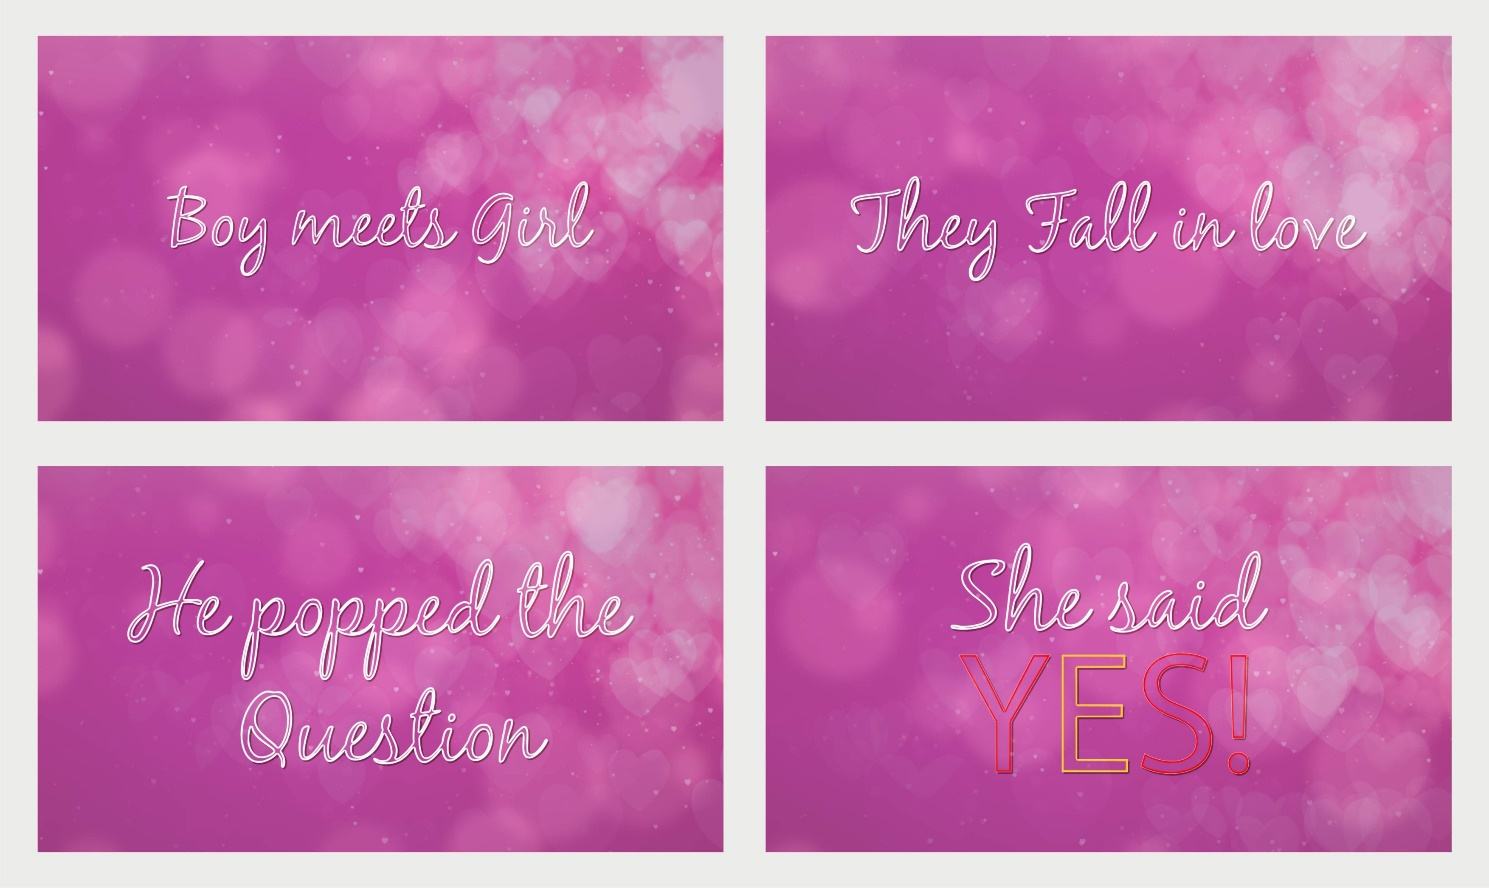 Boy meets Girl
They Fall in love
He popped the
Question
She said
YES!